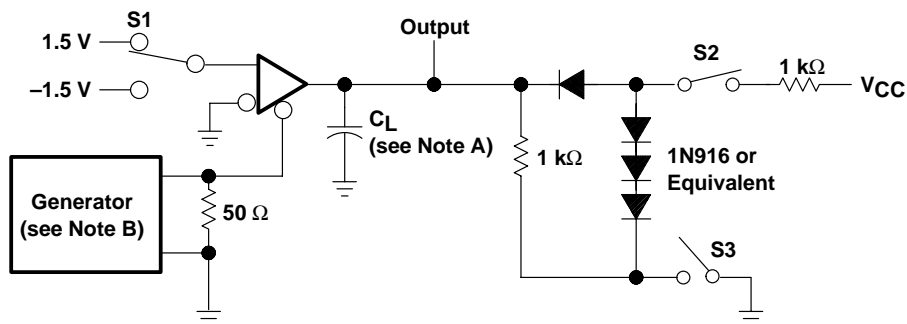 S1
1.5 V
–1.5 V
Output
S2
1 kΩ
VCC
CL
(see Note A)
1 kΩ
1N916 or
Equivalent
Generator
(see Note B)
50 Ω
S3